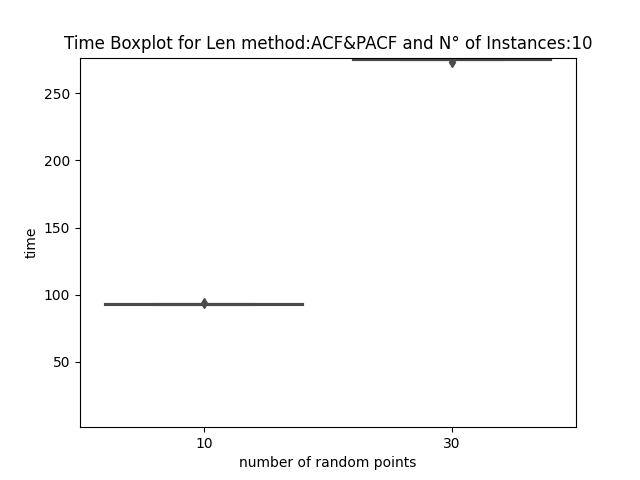 Time Boxplot for Len method:ACF&PACF and N° of Instances:10
250
200
150
100
50
time
10 30
number of random points